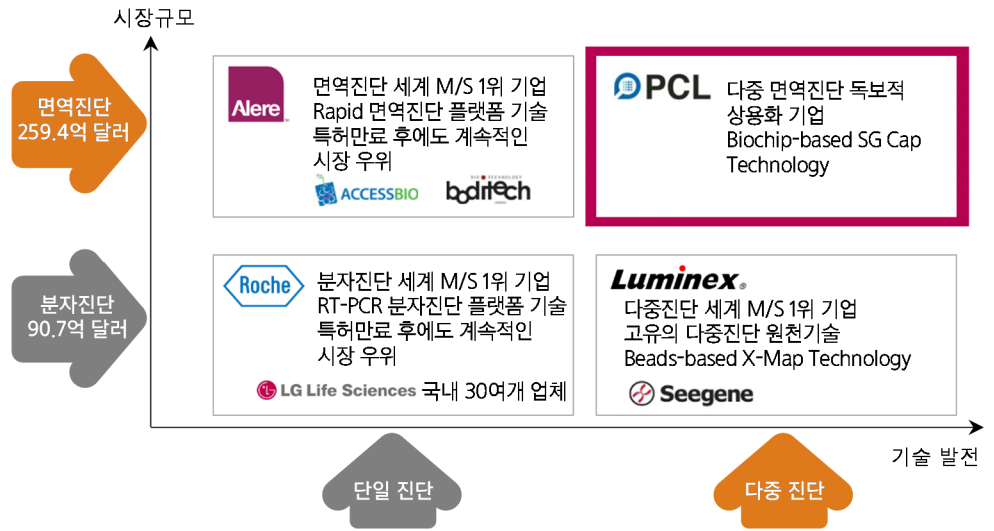 시장규모
면역진단
259.4억 달러
Alere
면역진단 세계 M/S 1위 기업
Rapid 면역진단 플랫폼 기술
특허만료 후에도 계속적인
시장 우위
ACCESSBIO
BIO TECHNOLOGY
boditech
PCL
다중 면역진단 독보적
상용화 기업
Biochip-based SG Cap
Technology
분자진단
90.7억 달러
Roche
분자진단 세계 M/S 1위 기업
RT-PCR 분자진단 플랫폼 기술
특허만료 후에도 계속적인
시장 우위
LG Life Sciences 국내 30여개 업체
Luminex®
다중진단 세계 M/S 1위 기업
고유의 다중진단 원천기술
Beads-based X-Map Technology
Seegene
기술 발전
단일 진단
다중 진단